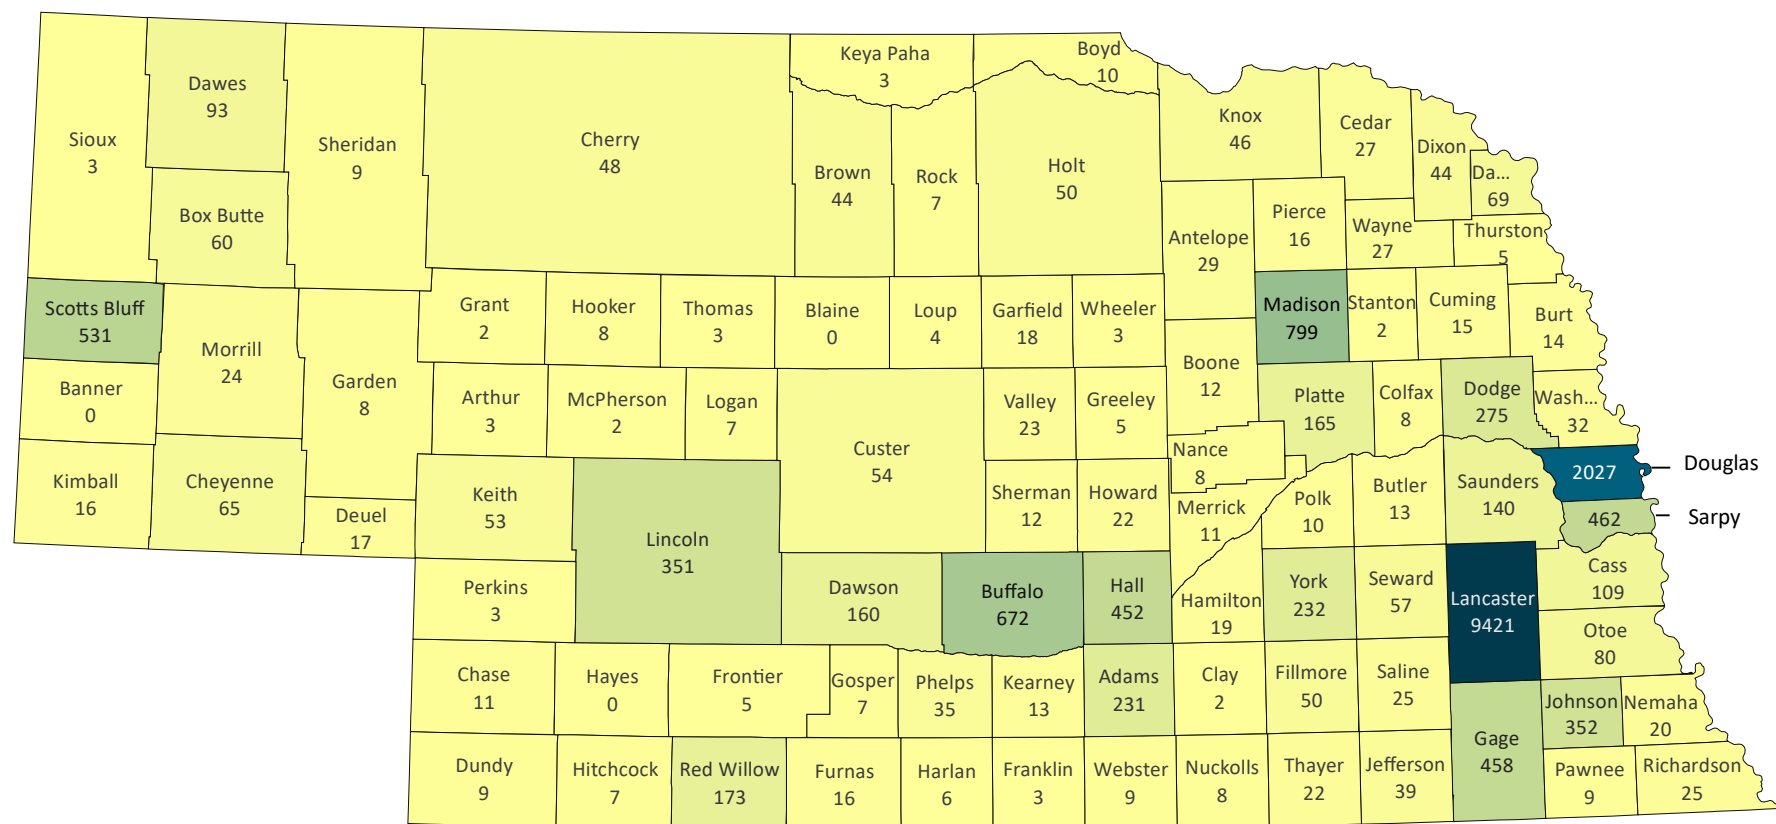 Keya Paha
3
Boyd
10
Dawes
93
Sioux
3
Sheridan
9
Cherry
48
Brown
44
Rock
7
Holt
50
Knox
46
Cedar
27
Dixon
44
Da...
69
Box Butte
60
Antelope
29
Pierce
16
Wayne
27
Thurston
5
Scotts Bluff
531
Morrill
24
Garden
8
Grant
2
Hooker
8
Thomas
3
Blaine
0
Loup
4
Garfield
18
Wheeler
3
Madison
799
Stanton
2
Cuming
15
Burt
14
Banner
0
Arthur
3
McPherson
2
Logan
7
Custer
54
Valley
23
Greeley
5
Boone
12
Platte
165
Colfax
8
Dodge
275
Wash...
32
Kimball
16
Cheyenne
65
Deuel
17
Keith
53
Lincoln
351
Sherman
12
Howard
22
Nance
8
Merrick
11
Polk
10
Butler
13
Saunders
140
2027
Douglas
462
Sarpy
Perkins
3
Dawson
160
Buffalo
672
Hall
452
Hamilton
19
York
232
Seward
57
Lancaster
9421
Cass
109
Otoe
80
Chase
11
Hayes
0
Frontier
5
Gosper
7
Phelps
35
Kearney
13
Adams
231
Clay
2
Fillmore
50
Saline
25
Johnson
352
Nemaha
20
Dundy
9
Hitchcock
7
Red Willow
173
Furnas
16
Harlan
6
Franklin
3
Webster
9
Nuckolls
8
Thayer
22
Jefferson
39
Gage
458
Pawnee
9
Richardson
25